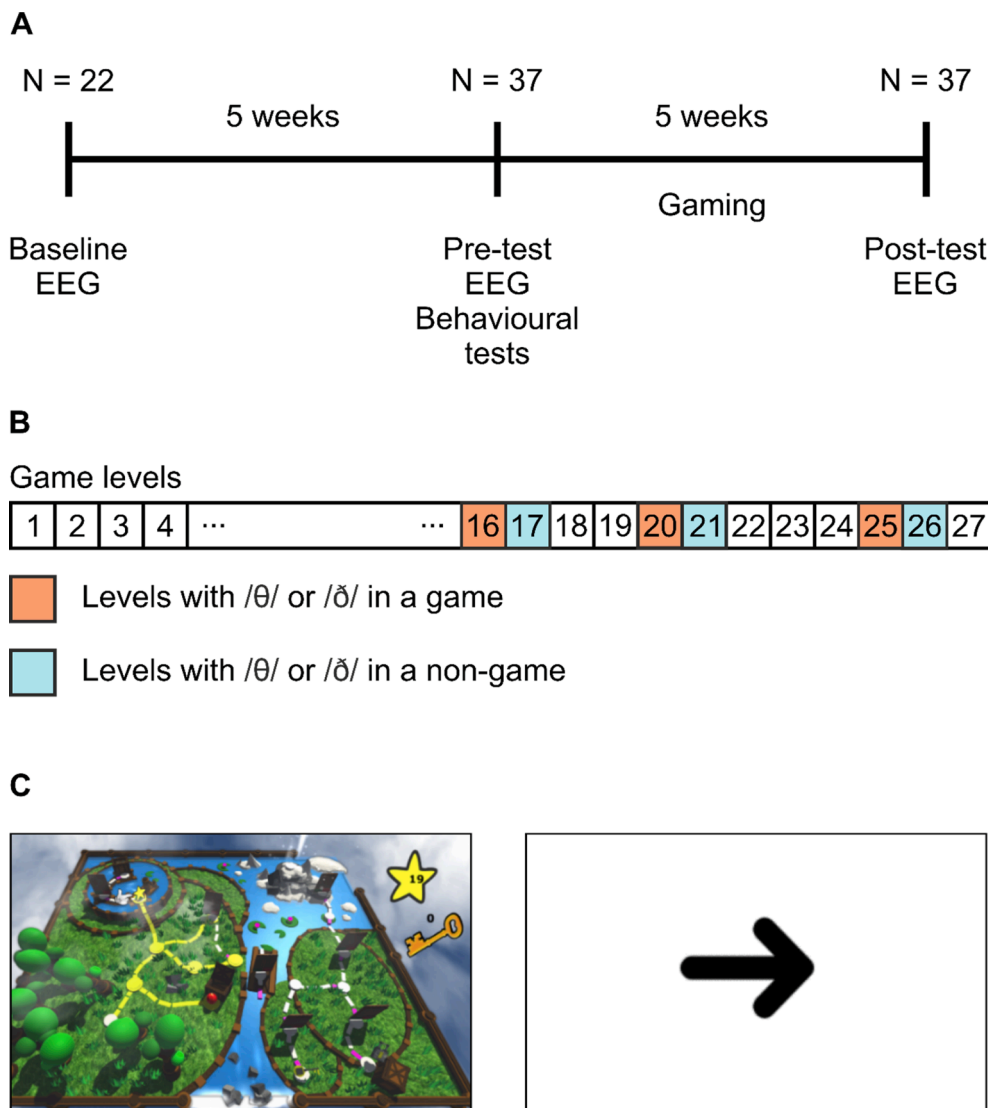 A
N = 22 N = 37 N = 37
5 weeks 5 weeks
Gaming
Baseline Pre-test Post-test
EEG EEG EEG
Behavioural
tests
B
Game levels
1 2 3 4 ... ... 16 17 18 19 20 21 22 23 24 25 26 27
Levels with /θ/ or /ð/ in a game
Levels with /θ/ or /ð/ in a non-game
C
19
0